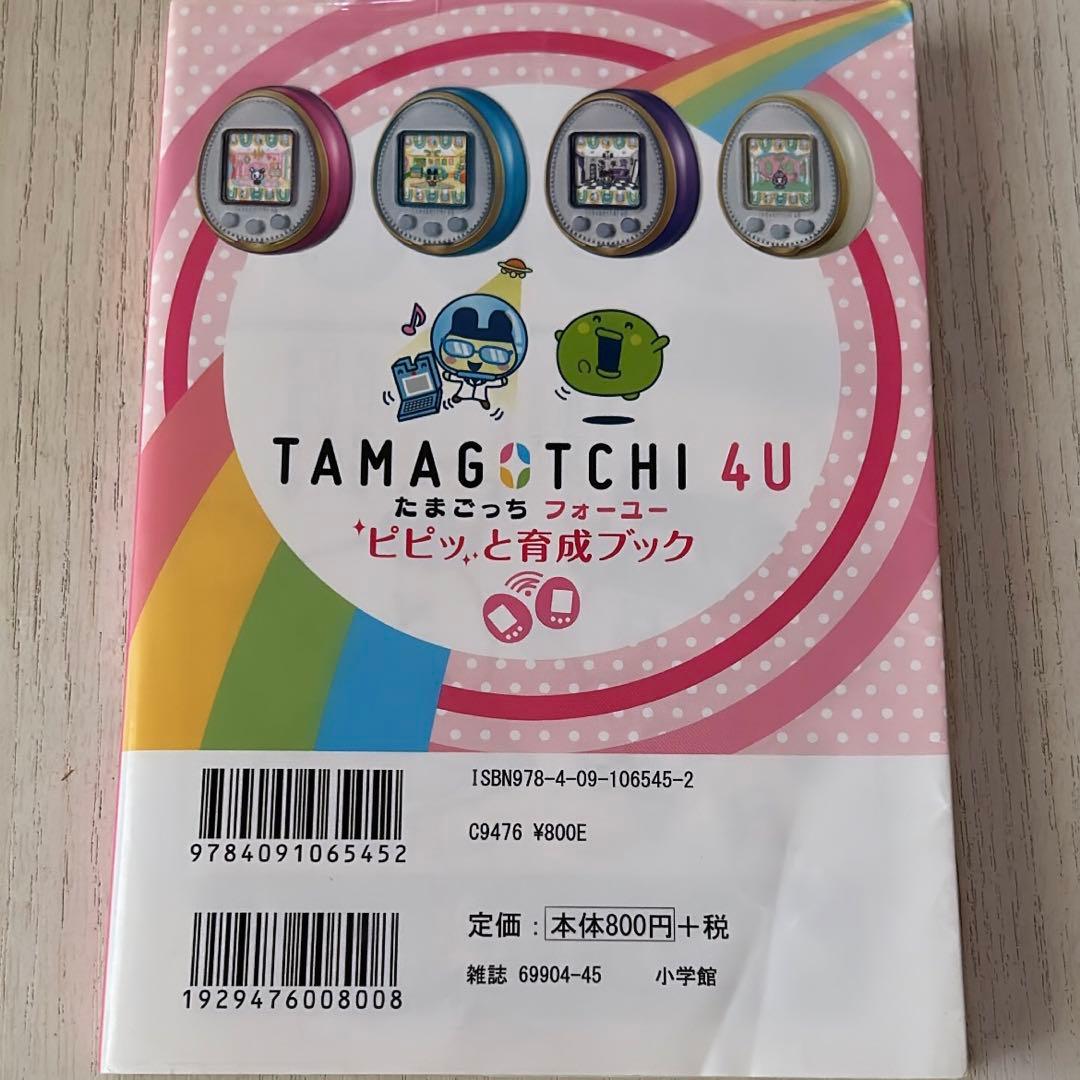 TAMAGOTCHI 4U
たまごっち フォーユー
ピピッと育成ブック
ISBN978-4-09-106545-2
C9476 ¥800E
9784091065452
定価：本体800円＋税
雑誌 69904-45 小学館
1929476008008